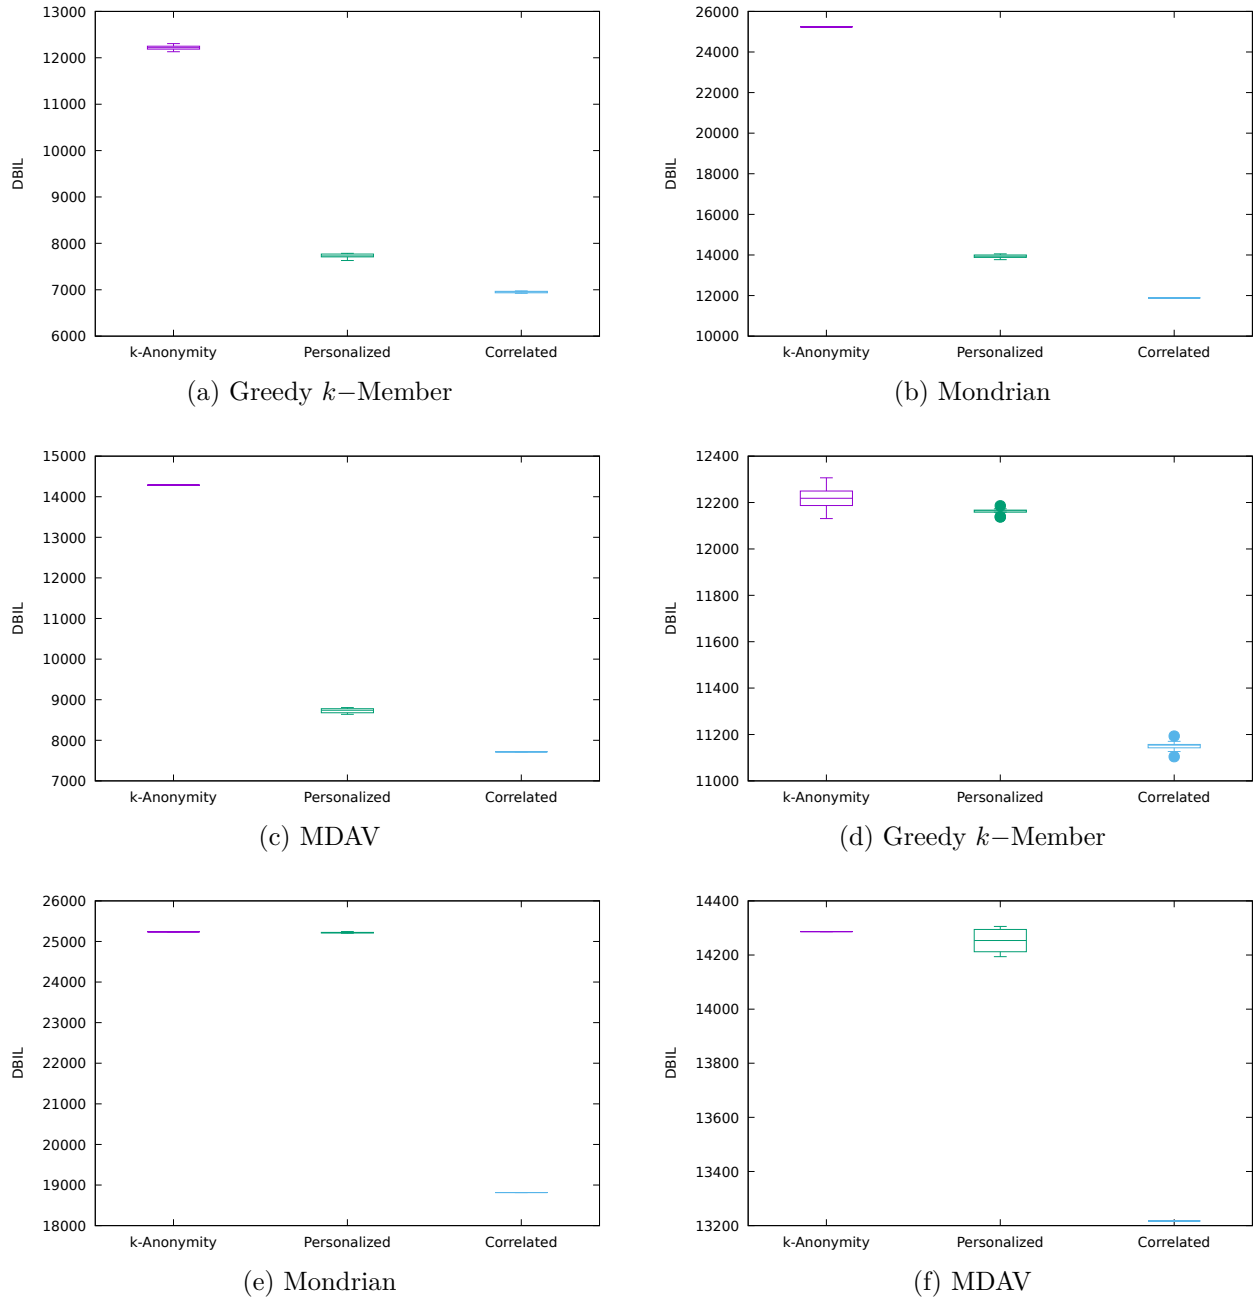 13000
12000
11000
10000
9000
8000
7000
6000
DBIL
k-Anonymity Personalized Correlated
(a) Greedy k−Member
26000
24000
22000
20000
18000
16000
14000
12000
10000
DBIL
k-Anonymity Personalized Correlated
(b) Mondrian
15000
14000
13000
12000
11000
10000
9000
8000
7000
DBIL
k-Anonymity Personalized Correlated
(c) MDAV
12400
12200
12000
11800
11600
11400
11200
11000
DBIL
k-Anonymity Personalized Correlated
(d) Greedy k−Member
26000
25000
24000
23000
22000
21000
20000
19000
18000
DBIL
k-Anonymity Personalized Correlated
(e) Mondrian
14400
14200
14000
13800
13600
13400
13200
DBIL
k-Anonymity Personalized Correlated
(f) MDAV